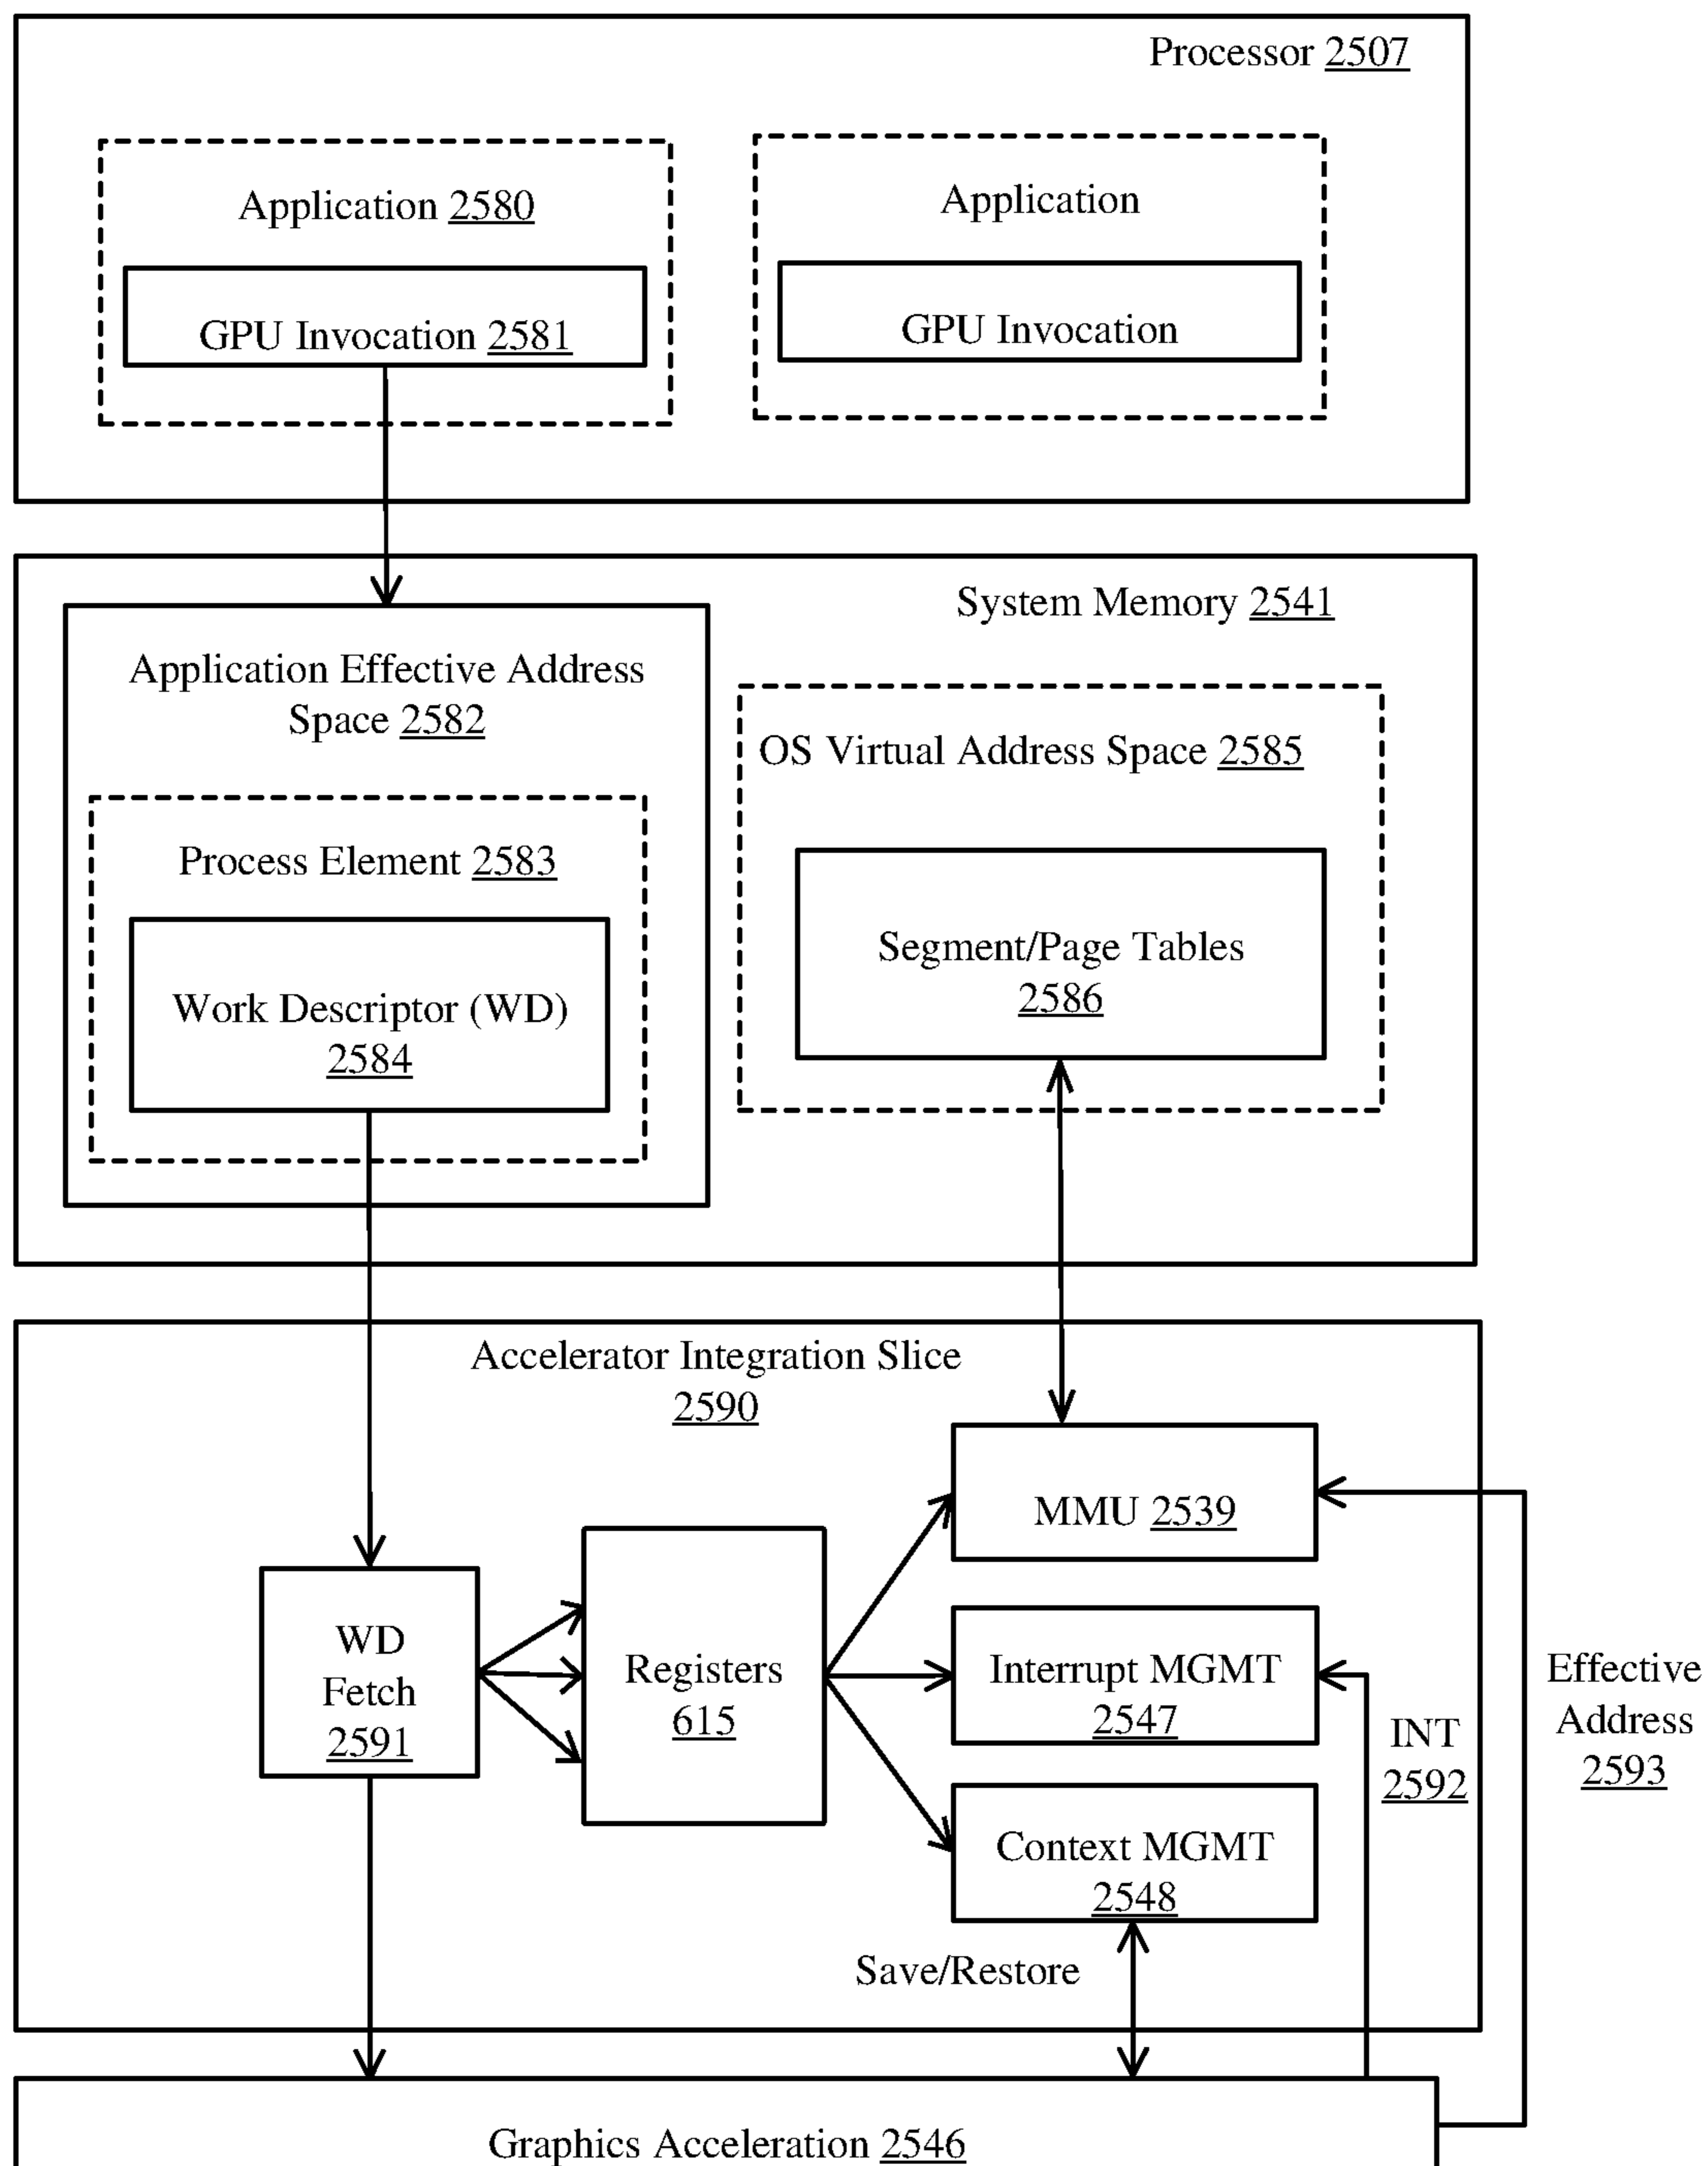 Processor 2507
Application 2580
GPU Invocation 2581
Application
GPU Invocation
System Memory 2541
Application Effective Address
Space 2582
Process Element 2583
Work Descriptor (WD)
2584
OS Virtual Address Space 2585
Segment/Page Tables
2586
Accelerator Integration Slice
2590
WD
Fetch
2591
Registers
615
MMU 2539
Interrupt MGMT
2547
Context MGMT
2548
Save/Restore
INT
2592
Effective
Address
2593
Graphics Acceleration 2546